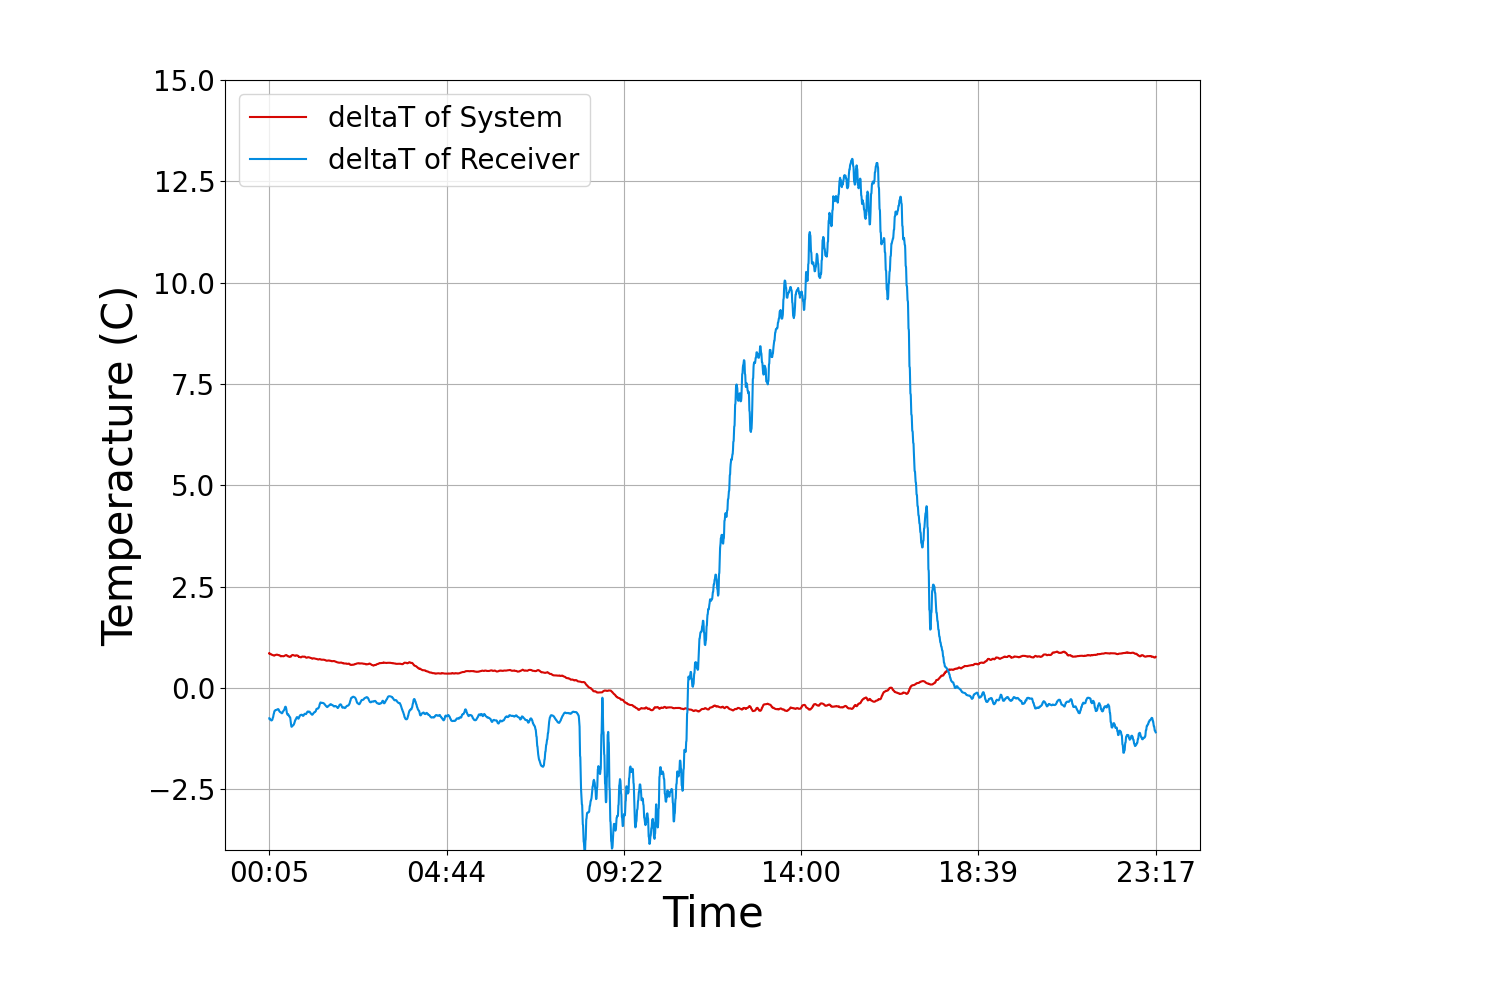 15.0
12.5
10.0
7.5
5.0
2.5
0.0
−2.5
Temperacture (C)
deltaT of System
deltaT of Receiver
00:05 04:44 09:22 14:00 18:39 23:17
Time